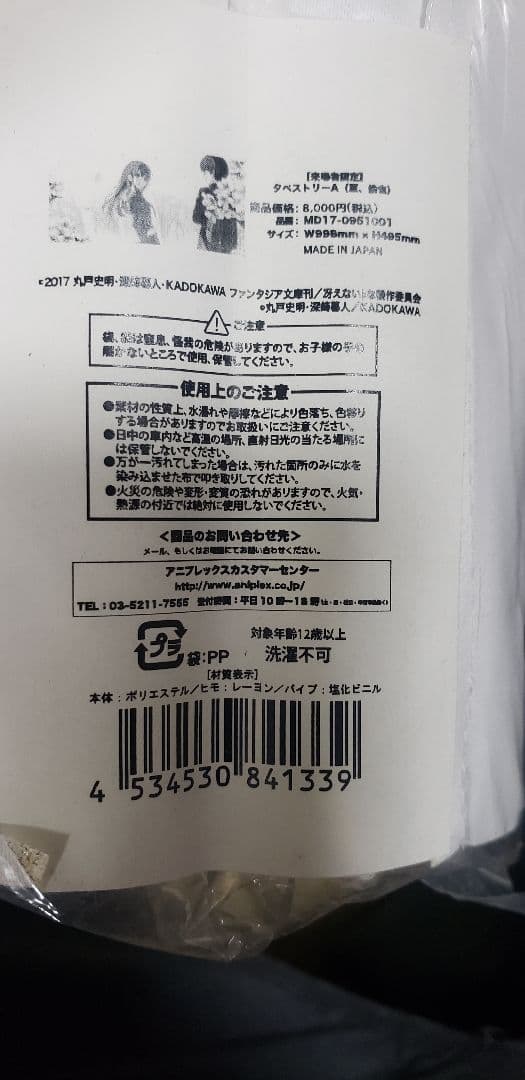 [来場者限定]
タペストリーA（恵、倫也）
商品価格：8,000円(税込)
品番： MD17-0951001
サイズ： W998mm × H495mm
MADE IN JAPAN
©2017 丸戸史明・深崎暮人・KADOKAWA ファンタジア文庫刊／冴えない♭な製作委員会
©丸戸史明・深崎暮人／KADOKAWA
ご注意
袋、紐は窒息、怪我の危険がありますので、お子様の手の
届かないところで使用、保管してください。
使用上のご注意
●素材の性質上、水濡れや摩擦などにより色落ち、色移り
する場合がありますのでお取扱いにご注意ください。
●日中の車内など高温の場所、直射日光の当たる場所に
は保管しないでください。
●万が一汚れてしまった場合は、汚れた箇所のみに水を
染み込ませた布で叩き取りしてください。
●火災の危険や変形・変質の恐れがありますので、火気・
熱源の付近では絶対に使用しないでください。
＜商品のお問い合わせ先＞
メール、もしくはお電話にてお問い合わせください。
アニプレックスカスタマーセンター
http://www.aniplex.co.jp/
TEL：03-5211-7555 受付時間：平日10時～18時
プラ
袋：PP
対象年齢12歳以上
洗濯不可
[材質表示]
本体：ポリエステル／ヒモ：レーヨン／パイプ：塩化ビニル
4 534530 841339